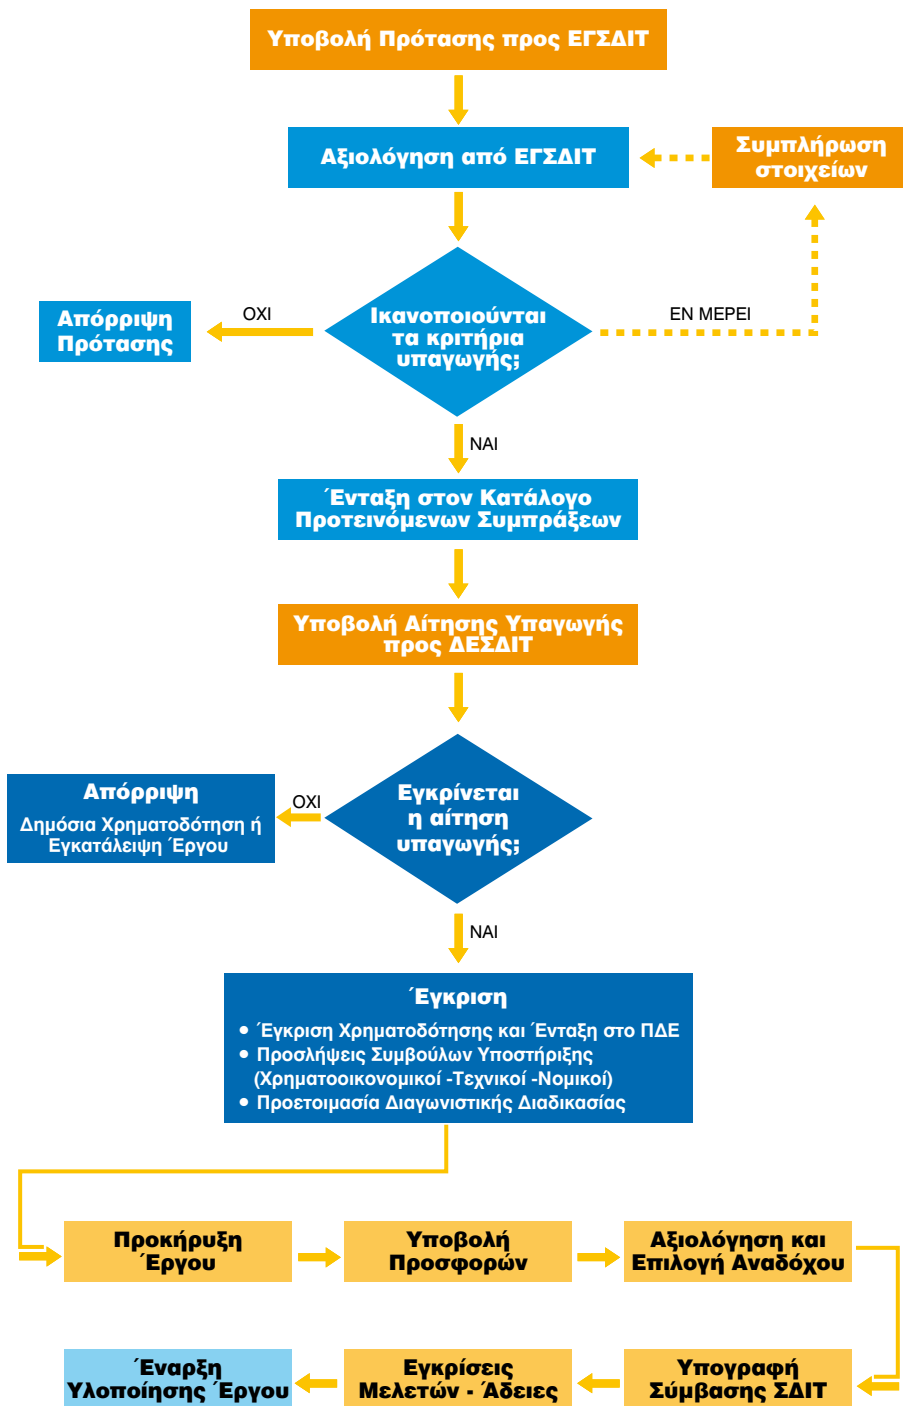 Υποβολή Πρότασης προς ΕΓΣΔΙΤ
Αξιολόγηση από ΕΓΣΔΙΤ
Συμπλήρωση
στοιχείων
Ικανοποιούνται
τα κριτήρια
υπαγωγής;
ΟΧΙ
Απόρριψη
Πρότασης
ΕΝ ΜΕΡΕΙ
ΝΑΙ
Ένταξη στον Κατάλογο
Προτεινόμενων Συμπράξεων
Υποβολή Αίτησης Υπαγωγής
προς ΔΕΣΔΙΤ
Εγκρίνεται
η αίτηση
υπαγωγής;
ΟΧΙ
Απόρριψη
Δημόσια Χρηματοδότηση ή
Εγκατάλειψη Έργου
ΝΑΙ
Έγκριση
• Έγκριση Χρηματοδότησης και Ένταξη στο ΠΔΕ
• Προσλήψεις Συμβούλων Υποστήριξης
(Χρηματοοικονομικοί -Τεχνικοί -Νομικοί)
• Προετοιμασία Διαγωνιστικής Διαδικασίας
Προκήρυξη
Έργου
Υποβολή
Προσφορών
Αξιολόγηση και
Επιλογή Αναδόχου
Υπογραφή
Σύμβασης ΣΔΙΤ
Εγκρίσεις
Μελετών - Άδειες
Έναρξη
Υλοποίησης Έργου